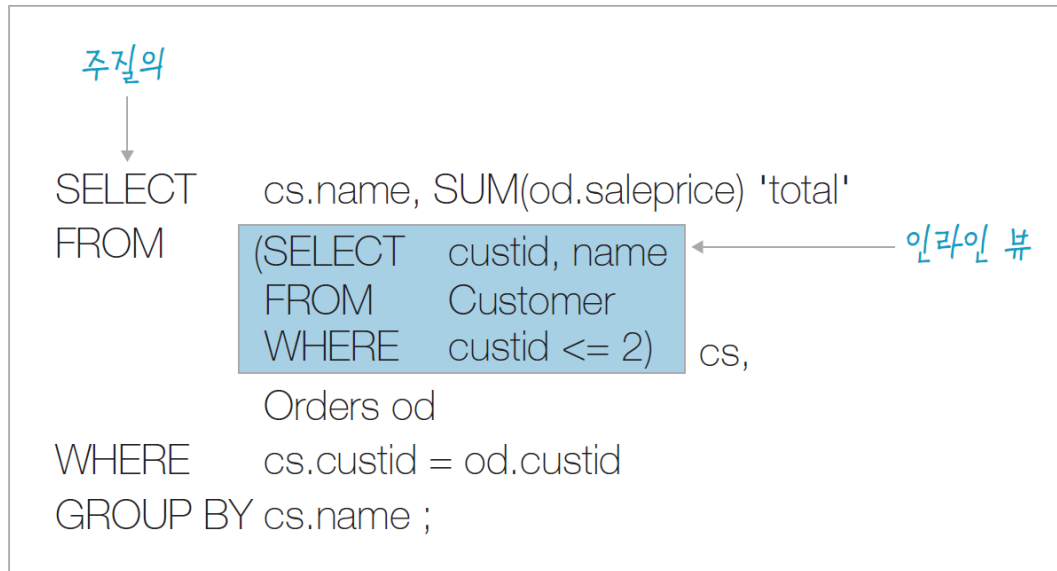 주질의
SELECT cs.name, SUM(od.saleprice) 'total'
FROM (SELECT custid, name
인라인 뷰
FROM Customer
WHERE custid <= 2) cs,
Orders od
WHERE cs.custid = od.custid
GROUP BY cs.name ;